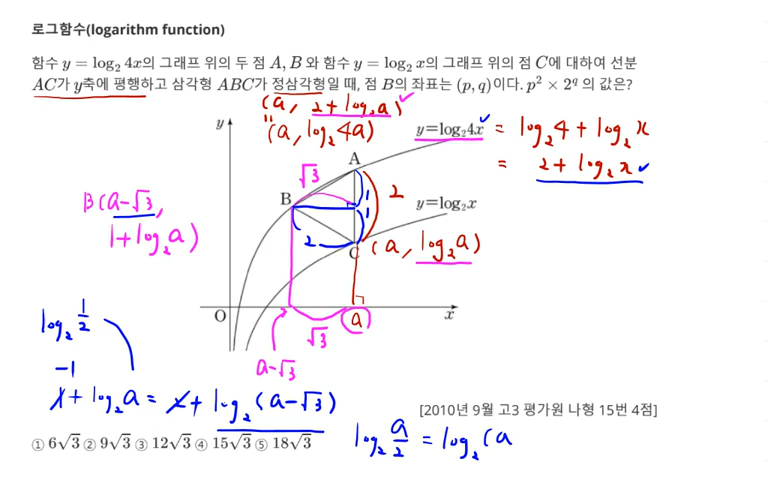 로그함수(logarithm function)
함수 y = log₂ 4x의 그래프 위의 두 점 A, B 와 함수 y = log₂ x의 그래프 위의 점 C에 대하여 선분
AC가 y축에 평행하고 삼각형 ABC가 정삼각형일 때, 점 B의 좌표는 (p, q)이다. p² × 2^q 의 값은?
(a, 2+log₂a)
"
(a, log₂4a)
y=log₂4x = log₂4 + log₂x
= 2+log₂x
y
A
√3
1
2
B
1
y=log₂x
B(a-√3,
1+log₂a)
2
C
(a, log₂a)
O
a
x
√3
a-√3
log₂ 1/2
-1
1+log₂a = 2+log₂(a-√3)
[2010년 9월 고3 평가원 나형 15번 4점]
① 6√3 ② 9√3 ③ 12√3 ④ 15√3 ⑤ 18√3
log₂ a/2 = log₂(a